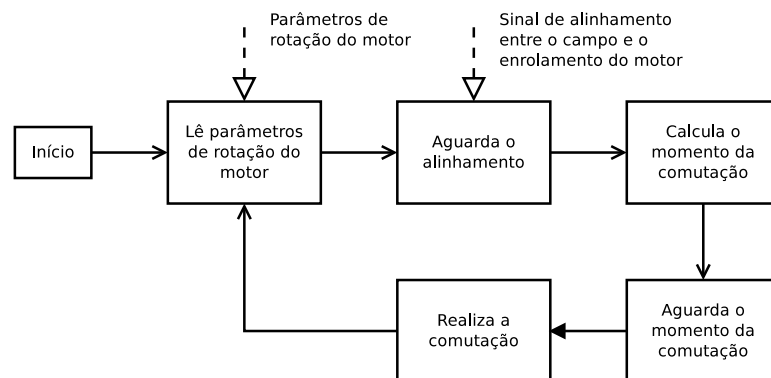 Parâmetros de
rotação do motor
Sinal de alinhamento
entre o campo e o
enrolamento do motor
Início
Lê parâmetros
de rotação do
motor
Aguarda o
alinhamento
Calcula o
momento da
comutação
Realiza a
comutação
Aguarda o
momento da
comutação